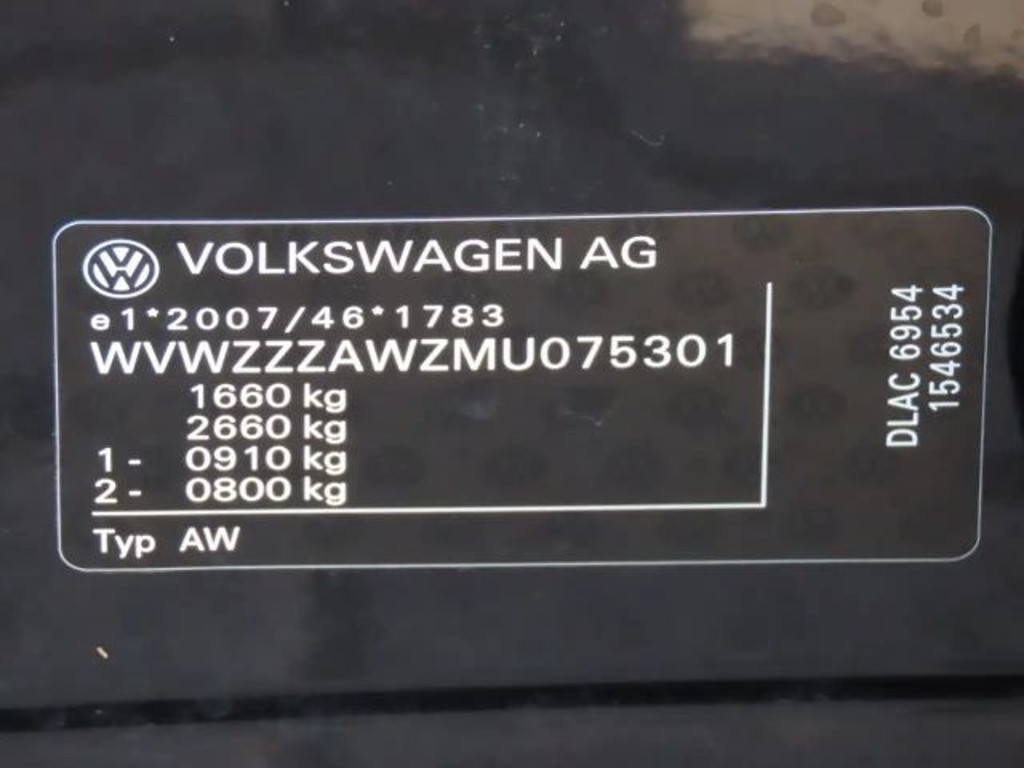 VOLKSWAGEN AG
e1*2007/46*1783
WVWZZZAWZMU075301
1660 kg
2660 kg
1- 0910 kg
2- 0800 kg
Typ AW
DLAC 6954
1546534